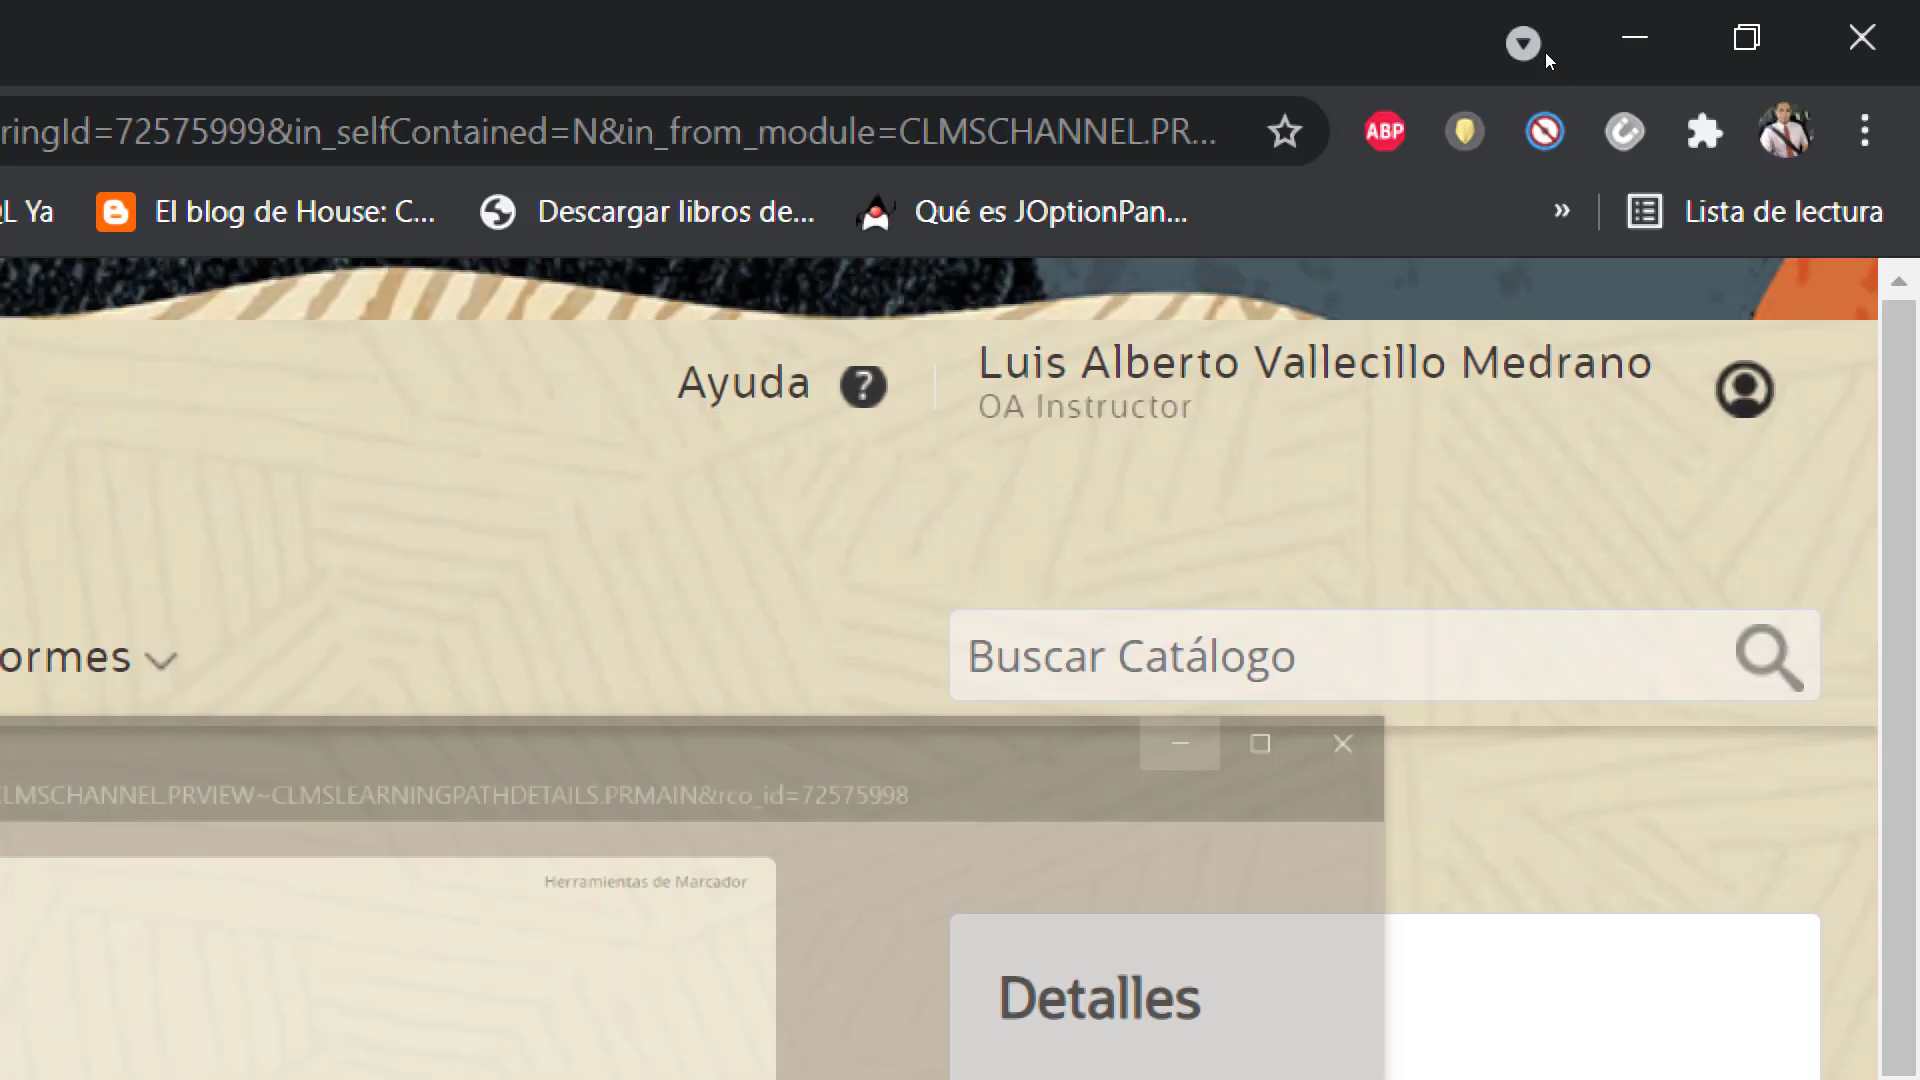 ringId=72575999&in_selfContained=N&in_from_module=CLMSCHANNEL.PR...
ABP
L Ya
El blog de House: C...
Descargar libros de...
Qué es JOptionPan...
»
Lista de lectura
Ayuda ?
Luis Alberto Vallecillo Medrano
OA Instructor
ormes
Buscar Catálogo
CLMSCHANNEL.PRVIEW~CLMSLEARNINGPATHDETAILS.PRMAIN&rco_id=72575998
Herramientas de Marcador
Detalles